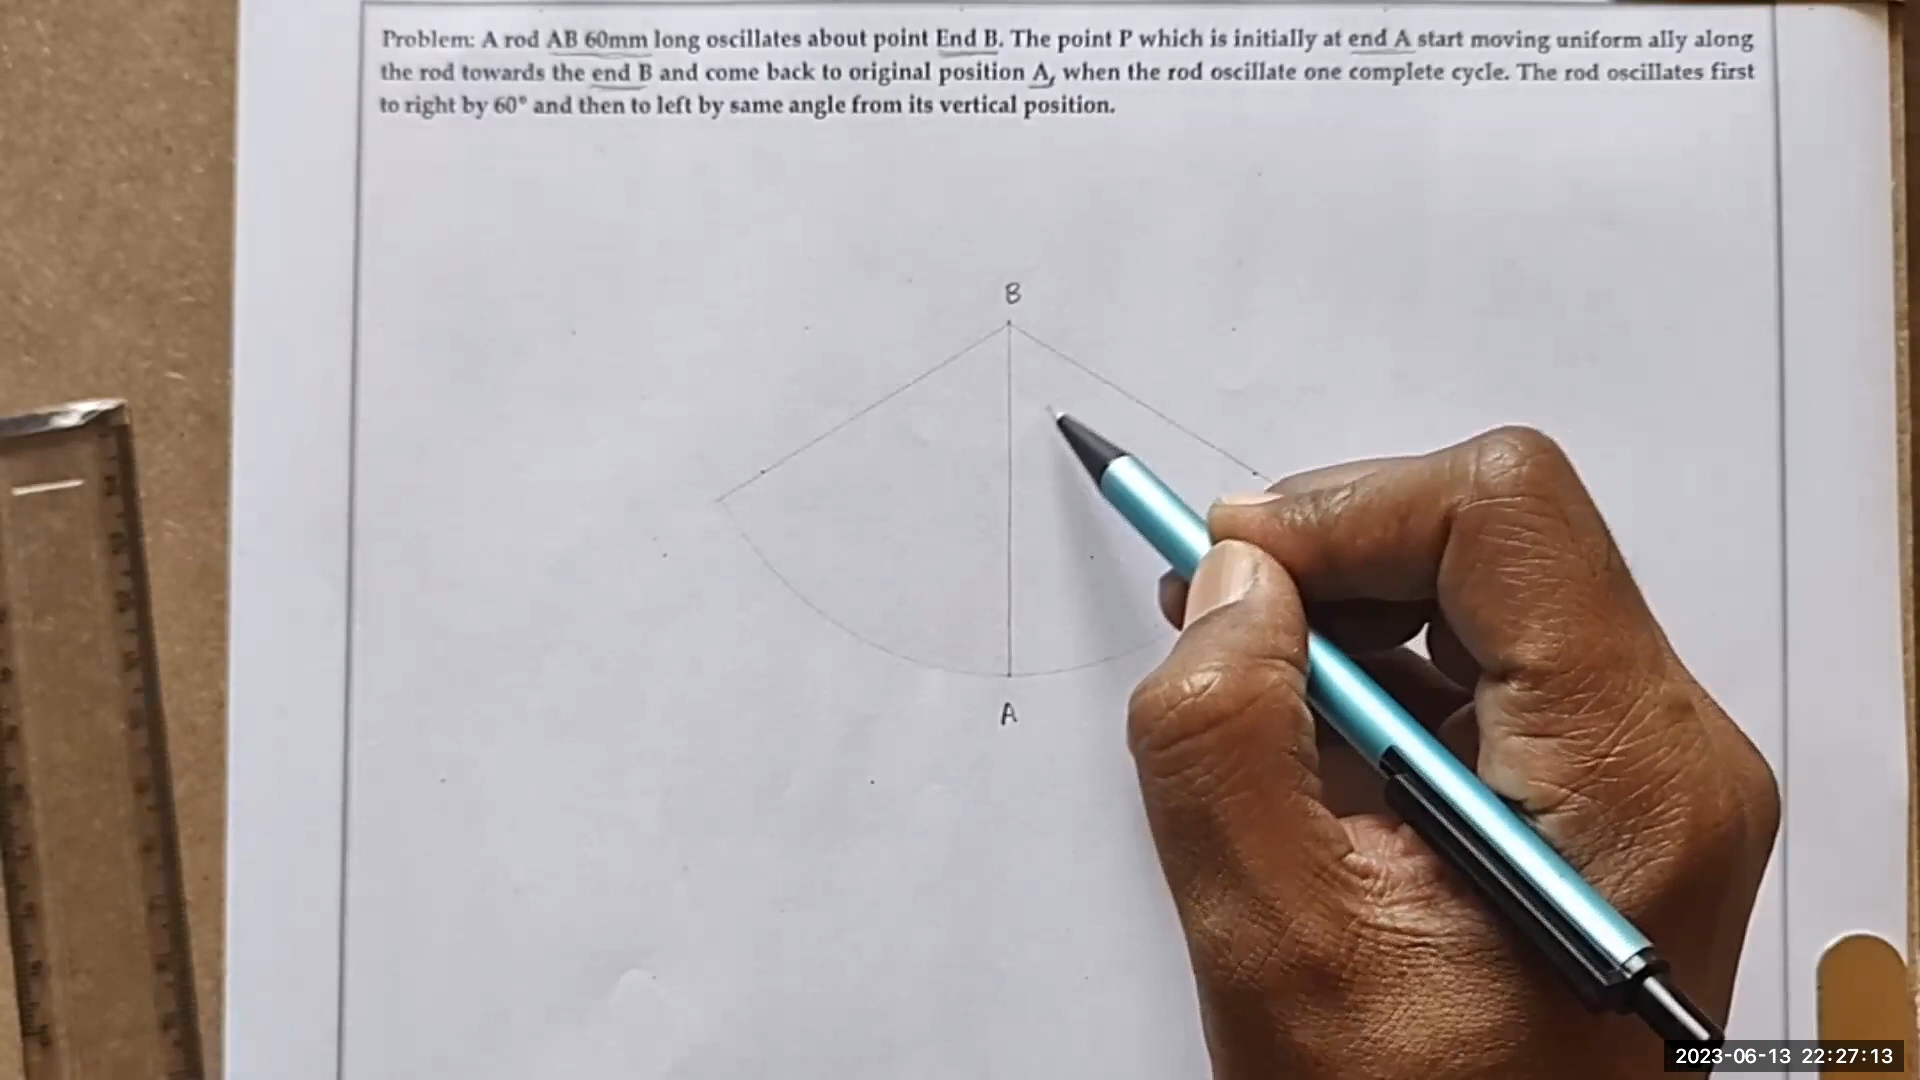 Problem: A rod AB 60mm long oscillates about point End B. The point P which is initially at end A start moving uniform ally along
the rod towards the end B and come back to original position A, when the rod oscillate one complete cycle. The rod oscillates first
to right by 60° and then to left by same angle from its vertical position.
B
A
2023-06-13 22:27:13